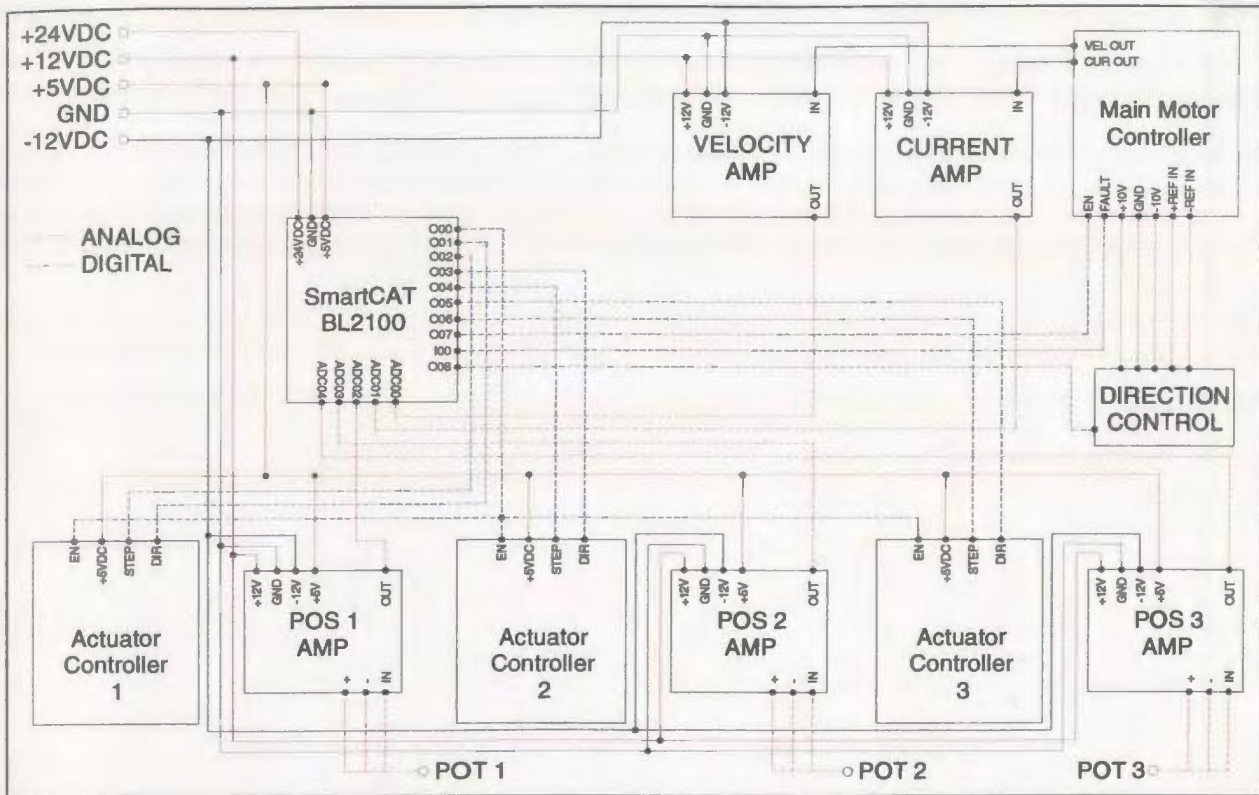 +24VDC
+12VDC
+5VDC
GND
-12VDC
ANALOG
DIGITAL
+12V
GND
-12V
IN
VELOCITY
AMP
OUT
+12V
GND
-12V
IN
CURRENT
AMP
OUT
VEL OUT
CUR OUT
Main Motor
Controller
EN
FAULT
+10V
GND
-10V
+REF IN
-REF IN
+24VDC
GND
+5VDC
O00
O01
O02
O03
O04
O05
O06
O07
I00
O08
SmartCAT
BL2100
ADC04
ADC03
ADC02
ADC01
ADC00
DIRECTION
CONTROL
EN
+5VDC
STEP
DIR
Actuator
Controller
1
+12V
GND
-12V
+5V
OUT
POS 1
AMP
+
-
IN
EN
+5VDC
STEP
DIR
Actuator
Controller
2
+12V
GND
-12V
+5V
OUT
POS 2
AMP
+
-
IN
EN
+5VDC
STEP
DIR
Actuator
Controller
3
+12V
GND
-12V
+5V
OUT
POS 3
AMP
+
-
IN
POT 1
POT 2
POT 3